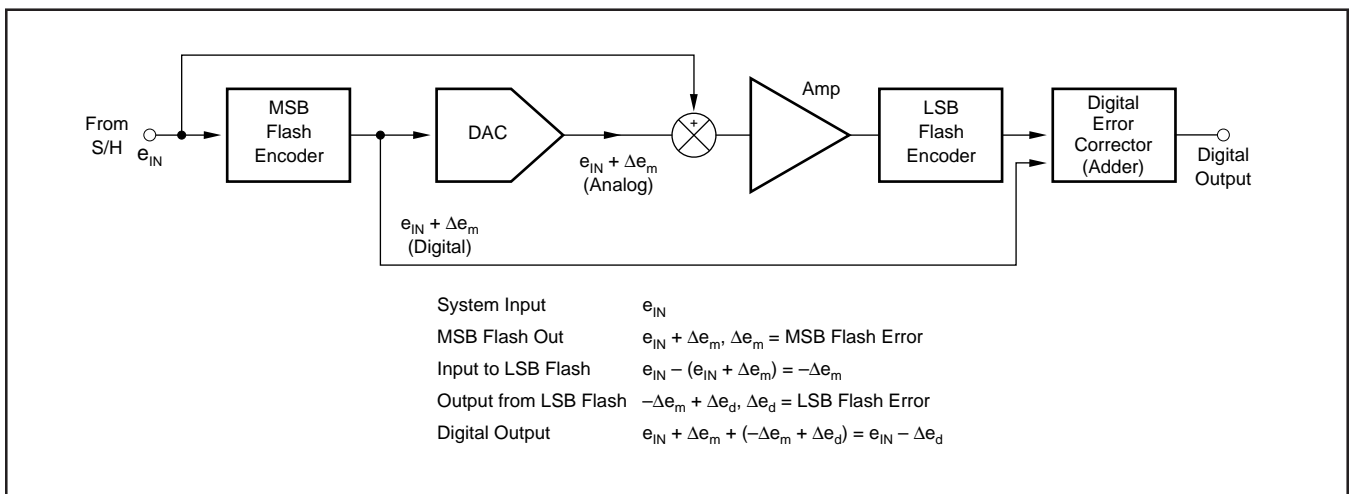 From
S/H
e_IN
MSB
Flash
Encoder
DAC
e_IN + Δe_m
(Analog)
+
Amp
LSB
Flash
Encoder
Digital
Error
Corrector
(Adder)
Digital
Output
e_IN + Δe_m
(Digital)
System Input e_IN
MSB Flash Out e_IN + Δe_m, Δe_m = MSB Flash Error
Input to LSB Flash e_IN – (e_IN + Δe_m) = –Δe_m
Output from LSB Flash –Δe_m + Δe_d, Δe_d = LSB Flash Error
Digital Output e_IN + Δe_m + (–Δe_m + Δe_d) = e_IN – Δe_d